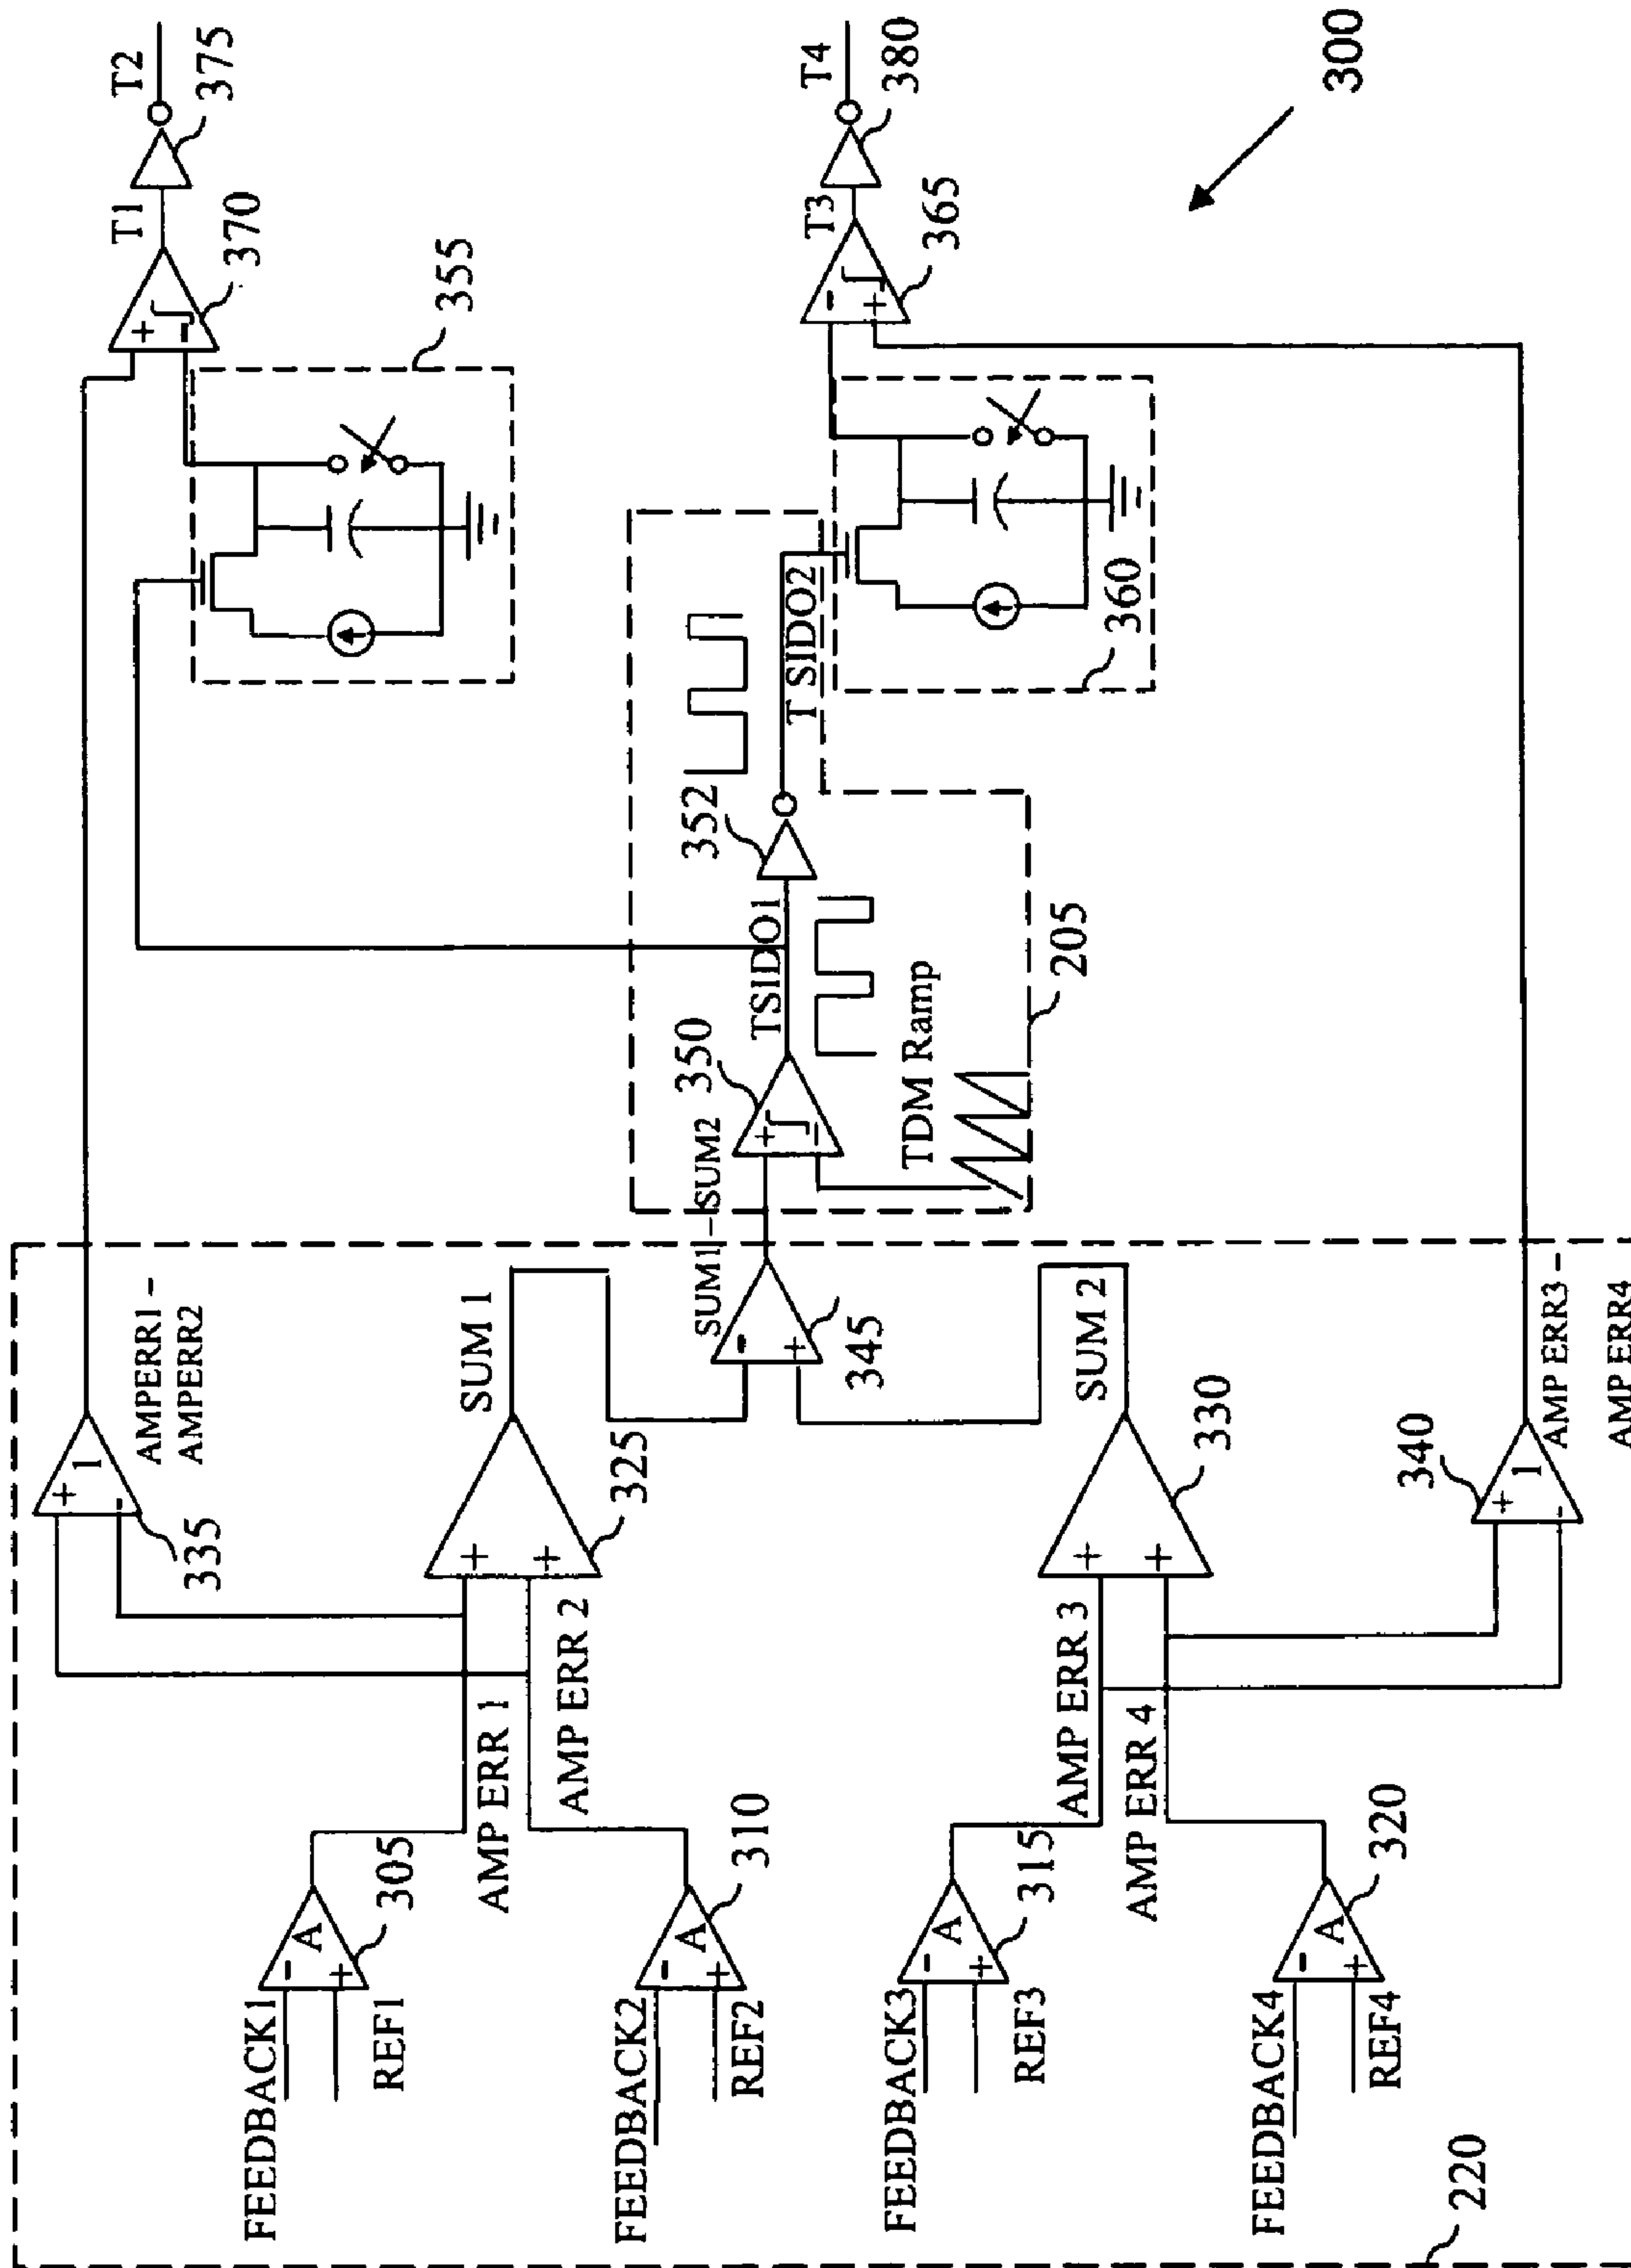 FEEDBACK1
REF1
A
-
+
305
FEEDBACK2
REF2
A
-
+
310
FEEDBACK3
REF3
A
-
+
315
FEEDBACK4
REF4
A
-
+
320
220
AMP ERR 1
AMP ERR 2
AMP ERR 3
AMP ERR 4
+
-
1
335
AMPERR1 –
AMPERR2
+
+
325
SUM 1
+
+
330
SUM 2
+
-
1
340
AMP ERR3 –
AMP ERR4
-
+
345
SUM1–SUM2
+
-
350
TDM Ramp
205
TSIDO1
352
T SIDO2
355
360
+
-
370
T1
375
T2
-
+
365
T3
380
T4
300